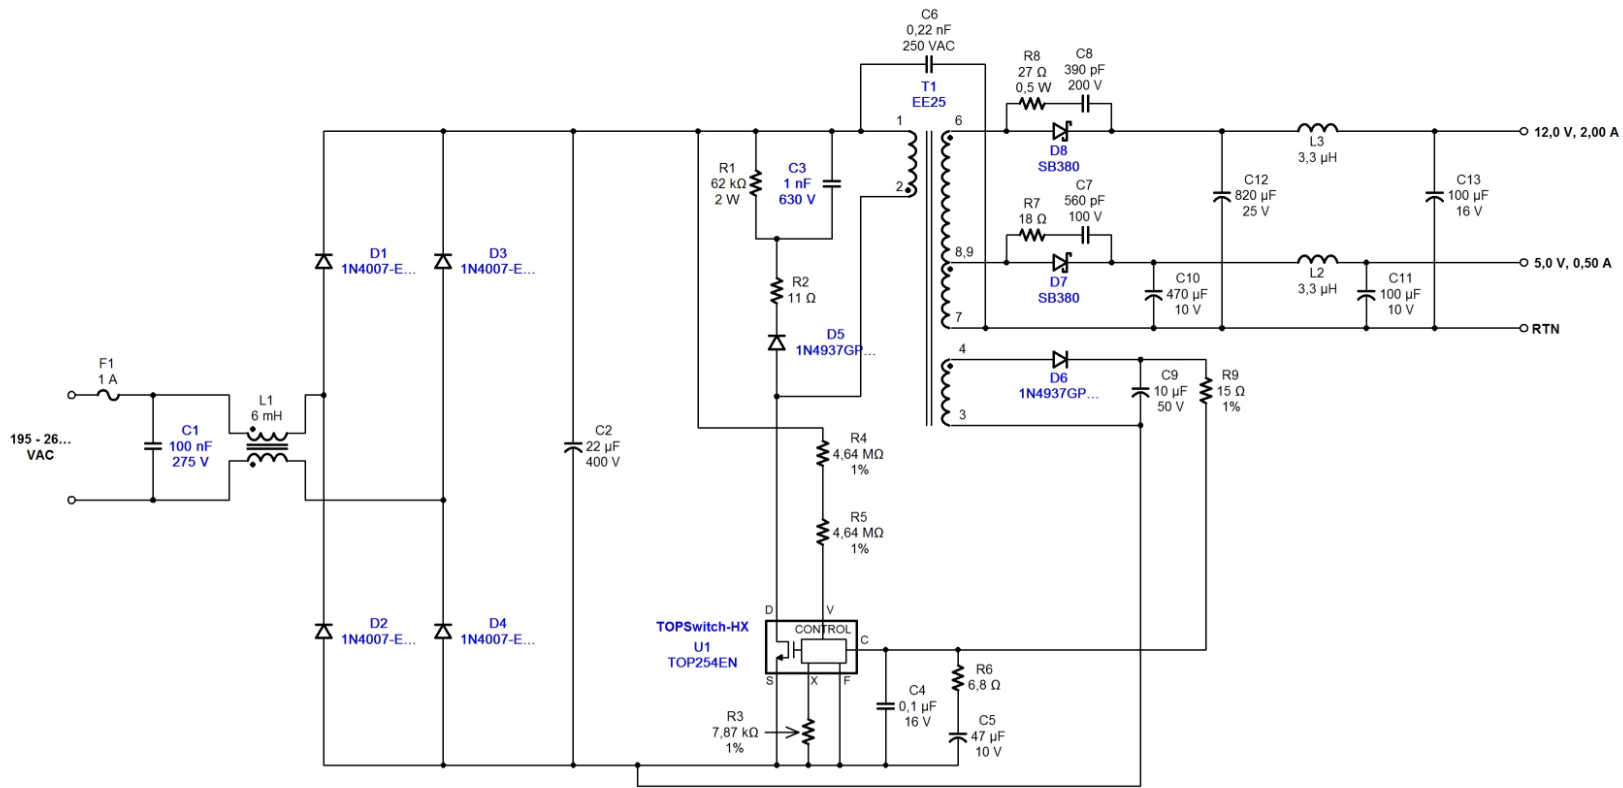 C6
0,22 nF
250 VAC
T1
EE25
R8
27 Ω
0,5 W
C8
390 pF
200 V
1
2
6
D8
SB380
L3
3,3 µH
12,0 V, 2,00 A
R1
62 kΩ
2 W
C3
1 nF
630 V
C12
820 µF
25 V
C13
100 µF
16 V
R7
18 Ω
C7
560 pF
100 V
8,9
D7
SB380
L2
3,3 µH
5,0 V, 0,50 A
D1
1N4007-E...
D3
1N4007-E...
R2
11 Ω
C10
470 µF
10 V
C11
100 µF
10 V
7
RTN
D5
1N4937GP...
4
D6
1N4937GP...
3
C9
10 µF
50 V
R9
15 Ω
1%
F1
1 A
L1
6 mH
195 - 26...
VAC
C1
100 nF
275 V
C2
22 µF
400 V
R4
4,64 MΩ
1%
R5
4,64 MΩ
1%
D2
1N4007-E...
D4
1N4007-E...
TOPSwitch-HX
U1
TOP254EN
D
V
CONTROL
C
S
X
F
R3
7,87 kΩ
1%
C4
0,1 µF
16 V
R6
6,8 Ω
C5
47 µF
10 V